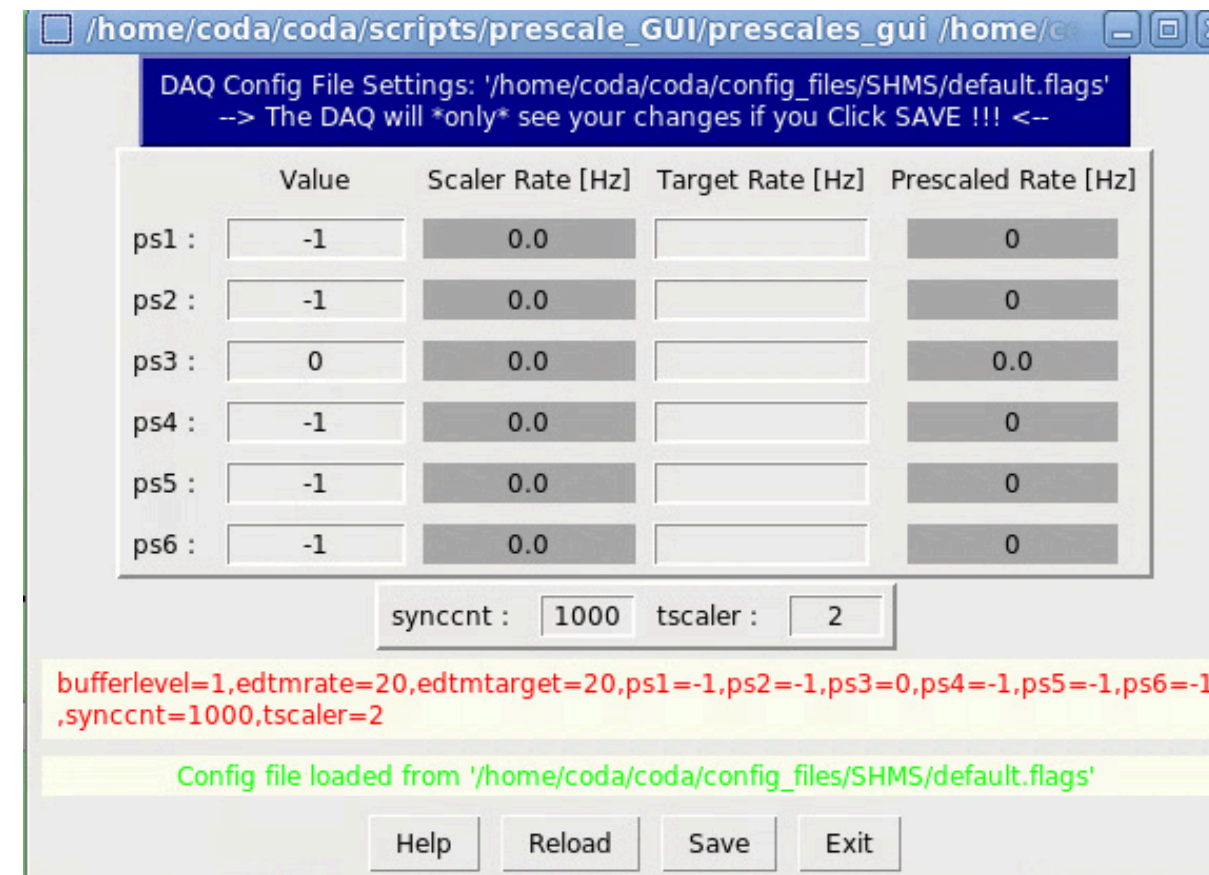 /home/coda/coda/scripts/prescale_GUI/prescales_gui /home/
DAQ Config File Settings: '/home/coda/coda/config_files/SHMS/default.flags'
--> The DAQ will *only* see your changes if you Click SAVE !!! <--
Value Scaler Rate [Hz] Target Rate [Hz] Prescaled Rate [Hz]
ps1 : -1 0.0 0
ps2 : -1 0.0 0
ps3 : 0 0.0 0.0
ps4 : -1 0.0 0
ps5 : -1 0.0 0
ps6 : -1 0.0 0
synccnt : 1000 tscaler : 2
bufferlevel=1,edtmrate=20,edtmtarget=20,ps1=-1,ps2=-1,ps3=0,ps4=-1,ps5=-1,ps6=-1
,synccnt=1000,tscaler=2
Config file loaded from '/home/coda/coda/config_files/SHMS/default.flags'
Help Reload Save Exit